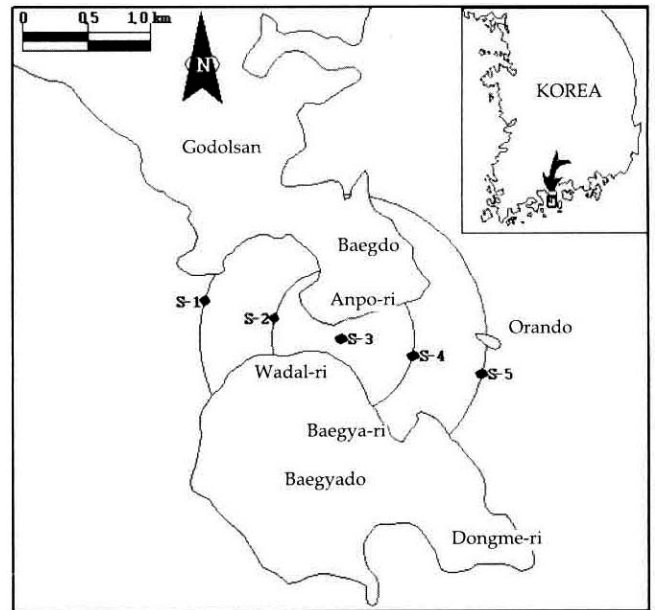 0 0.5 1.0 km
N
KOREA
Godolsan
Baegdo
Anpo-ri
S-1
S-2
S-3
S-4
S-5
Orando
Wadal-ri
Baegya-ri
Baegyado
Dongme-ri